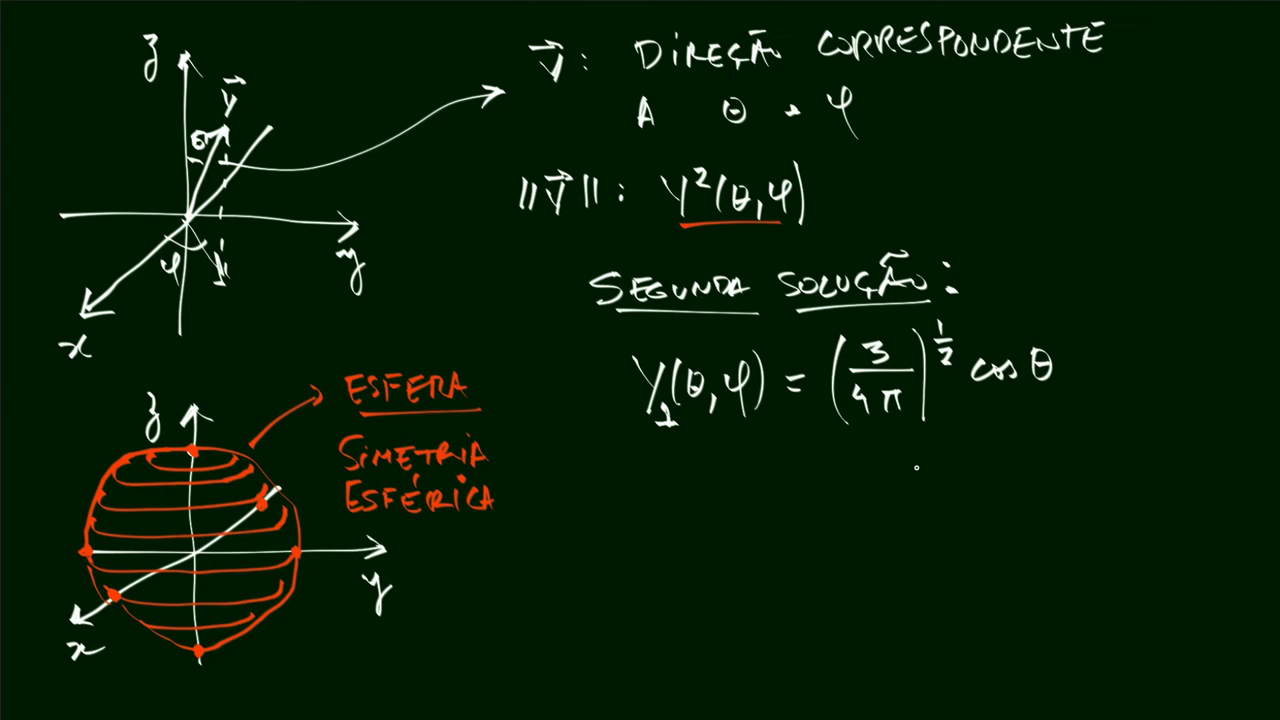 z
V⃗
θ
φ
y
x
V⃗: DIREÇÃO CORRESPONDENTE
A θ e φ
||V⃗||: Y²(θ,φ)
SEGUNDA SOLUÇÃO:
Y₁(θ,φ) = (3/4π)^½ cos θ
ESFERA
SIMETRIA
ESFÉRICA
z
y
x